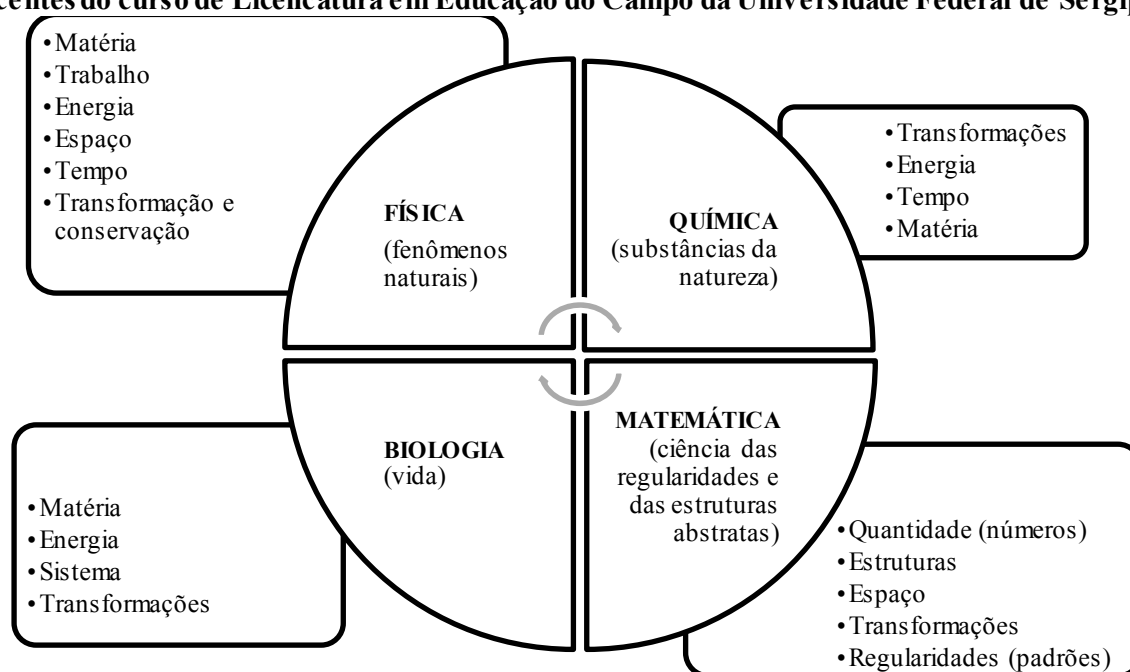 centes do curso de Licenciatura em Educação do Campo da Universidade Federal de Sergip
•Matéria
•Trabalho
•Energia
•Espaço
•Tempo
•Transformação e
conservação
•Transformações
•Energia
•Tempo
•Matéria
FÍSICA
(fenômenos
naturais)
QUÍMICA
(substâncias da
natureza)
BIOLOGIA
(vida)
MATEMÁTICA
(ciência das
regularidades e
das estruturas
abstratas)
•Matéria
•Energia
•Sistema
•Transformações
•Quantidade (números)
•Estruturas
•Espaço
•Transformações
•Regularidades (padrões)